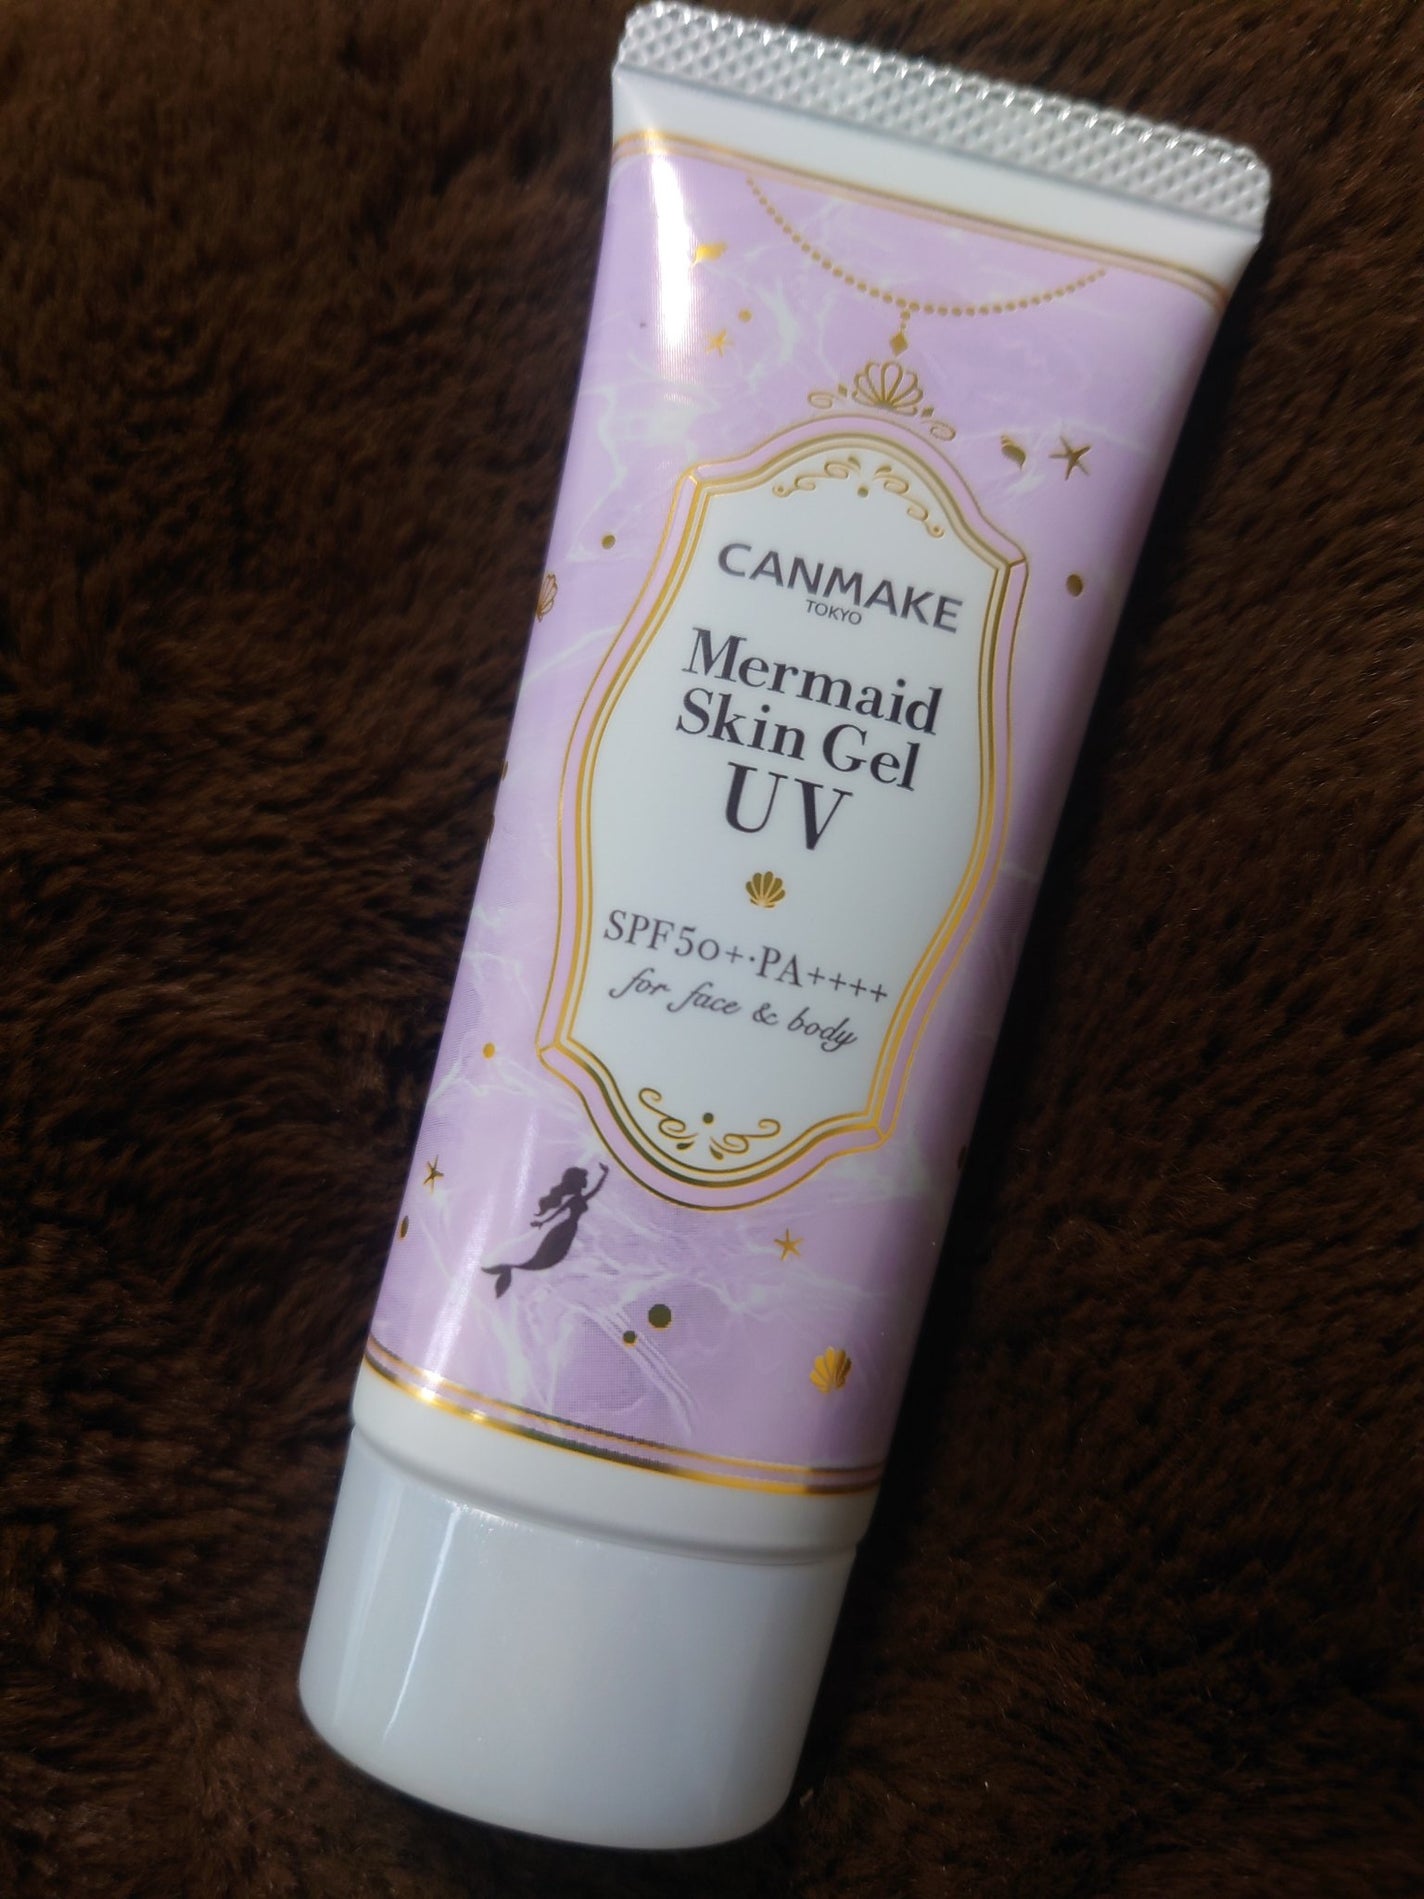 CANMAKE
TOKYO
Mermaid
Skin Gel
UV
SPF50+·PA++++
for face & body